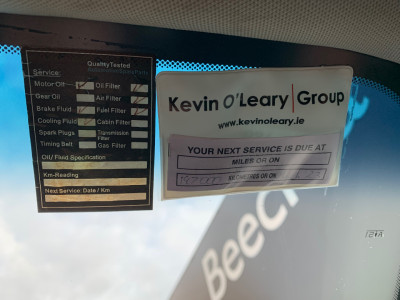 Quality Tested
Service:
Motor Oil Oil Filter
Gear Oil Air Filter
Brake Fluid Fuel Filter
Cooling Fluid Cabin Filter
Spark Plugs Transmission Filter
Timing Belt Gas Filter
Oil / Fluid Specification
Km-Reading
Next Service: Date / Km
Kevin O'Leary | Group
www.kevinoleary.ie
YOUR NEXT SERVICE IS DUE AT
MILES OR ON
OR ON
Beech